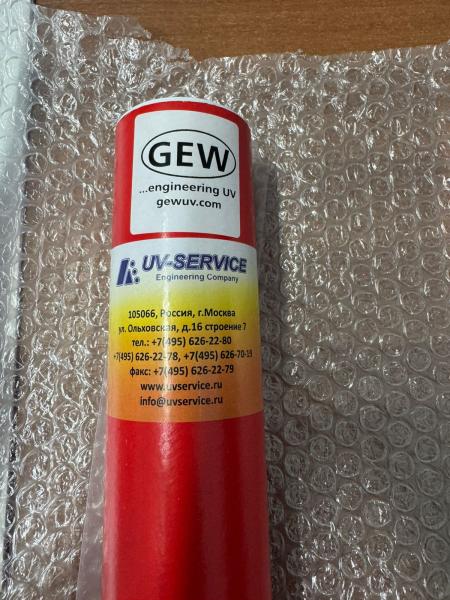 GEW
...engineering UV
gewuv.com
UV-SERVICE
Engineering Company
105066, Россия, г.Москва
ул. Ольховская, д.16 строение 7
тел.: +7(495) 626-22-80
+7(495) 626-22-78, +7(495) 626-70-19
факс: +7(495) 626-22-79
www.uvservice.ru
info@uvservice.ru